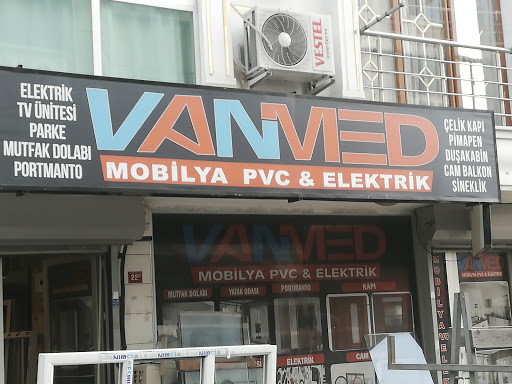 VESTEL
ELEKTRİK
TV ÜNİTESİ
PARKE
MUTFAK DOLABI
PORTMANTO
VANMED
MOBİLYA PVC & ELEKTRİK
ÇELİK KAPI
PİMAPEN
DUŞAKABİN
CAM BALKON
SİNEKLİK
VANMED
MOBİLYA PVC & ELEKTRİK
MUTFAK DOLABI YATAK ODASI PORTMANTO KAPI
ELEKTRİK CAM